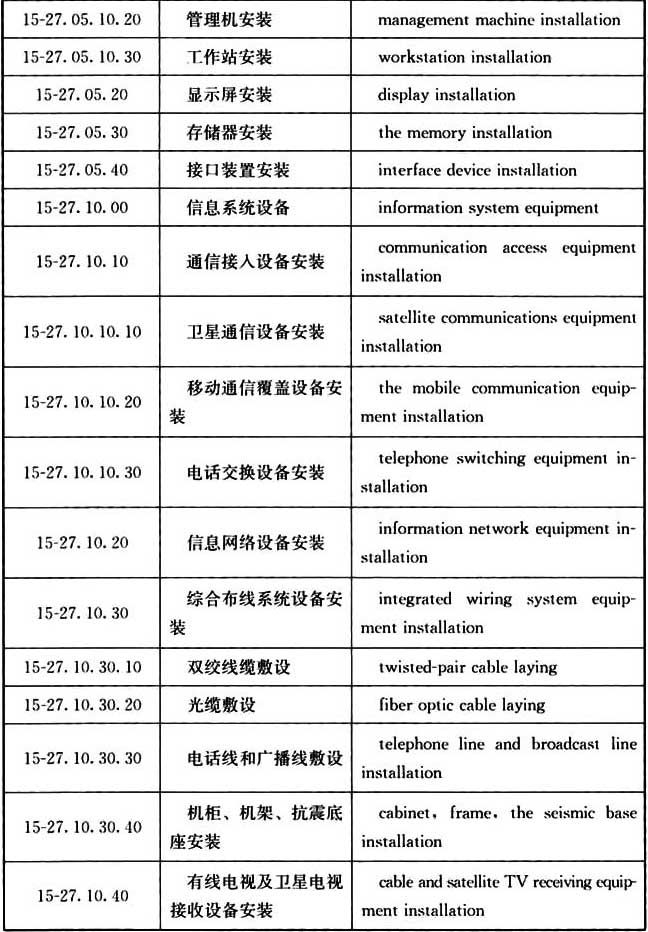 15-27.05.10.20 管理机安装 management machine installation
15-27.05.10.30 工作站安装 workstation installation
15-27.05.20 显示屏安装 display installation
15-27.05.30 存储器安装 the memory installation
15-27.05.40 接口装置安装 interface device installation
15-27.10.00 信息系统设备 information system equipment
15-27.10.10 通信接入设备安装 communication access equipment
installation
15-27.10.10.10 卫星通信设备安装 satellite communications equipment
installation
15-27.10.10.20 移动通信覆盖设备安
装
the mobile communication equip-
ment installation
15-27.10.10.30 电话交换设备安装 telephone switching equipment in-
stallation
15-27.10.20 信息网络设备安装 information network equipment in-
stallation
15-27.10.30 综合布线系统设备安
装
integrated wiring system equip-
ment installation
15-27.10.30.10 双绞线缆敷设 twisted-pair cable laying
15-27.10.30.20 光缆敷设 fiber optic cable laying
15-27.10.30.30 电话线和广播线敷设 telephone line and broadcast line
installation
15-27.10.30.40 机柜、机架、抗震底
座安装
cabinet, frame, the seismic base
installation
15-27.10.40 有线电视及卫星电视
接收设备安装
cable and satellite TV receiving equip-
ment installation